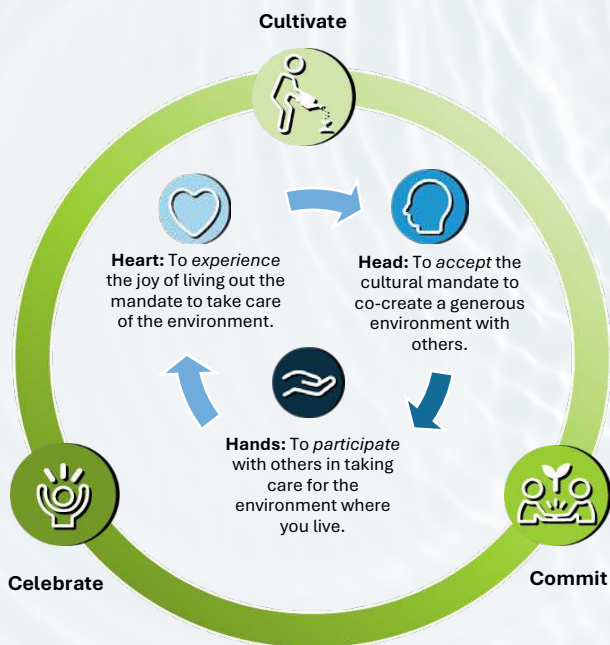 Cultivate
Heart: To experience
the joy of living out the
mandate to take care
of the environment.
Head: To accept the
cultural mandate to
co-create a generous
environment with
others.
Hands: To participate
with others in taking
care for the
environment where
you live.
Celebrate
Commit